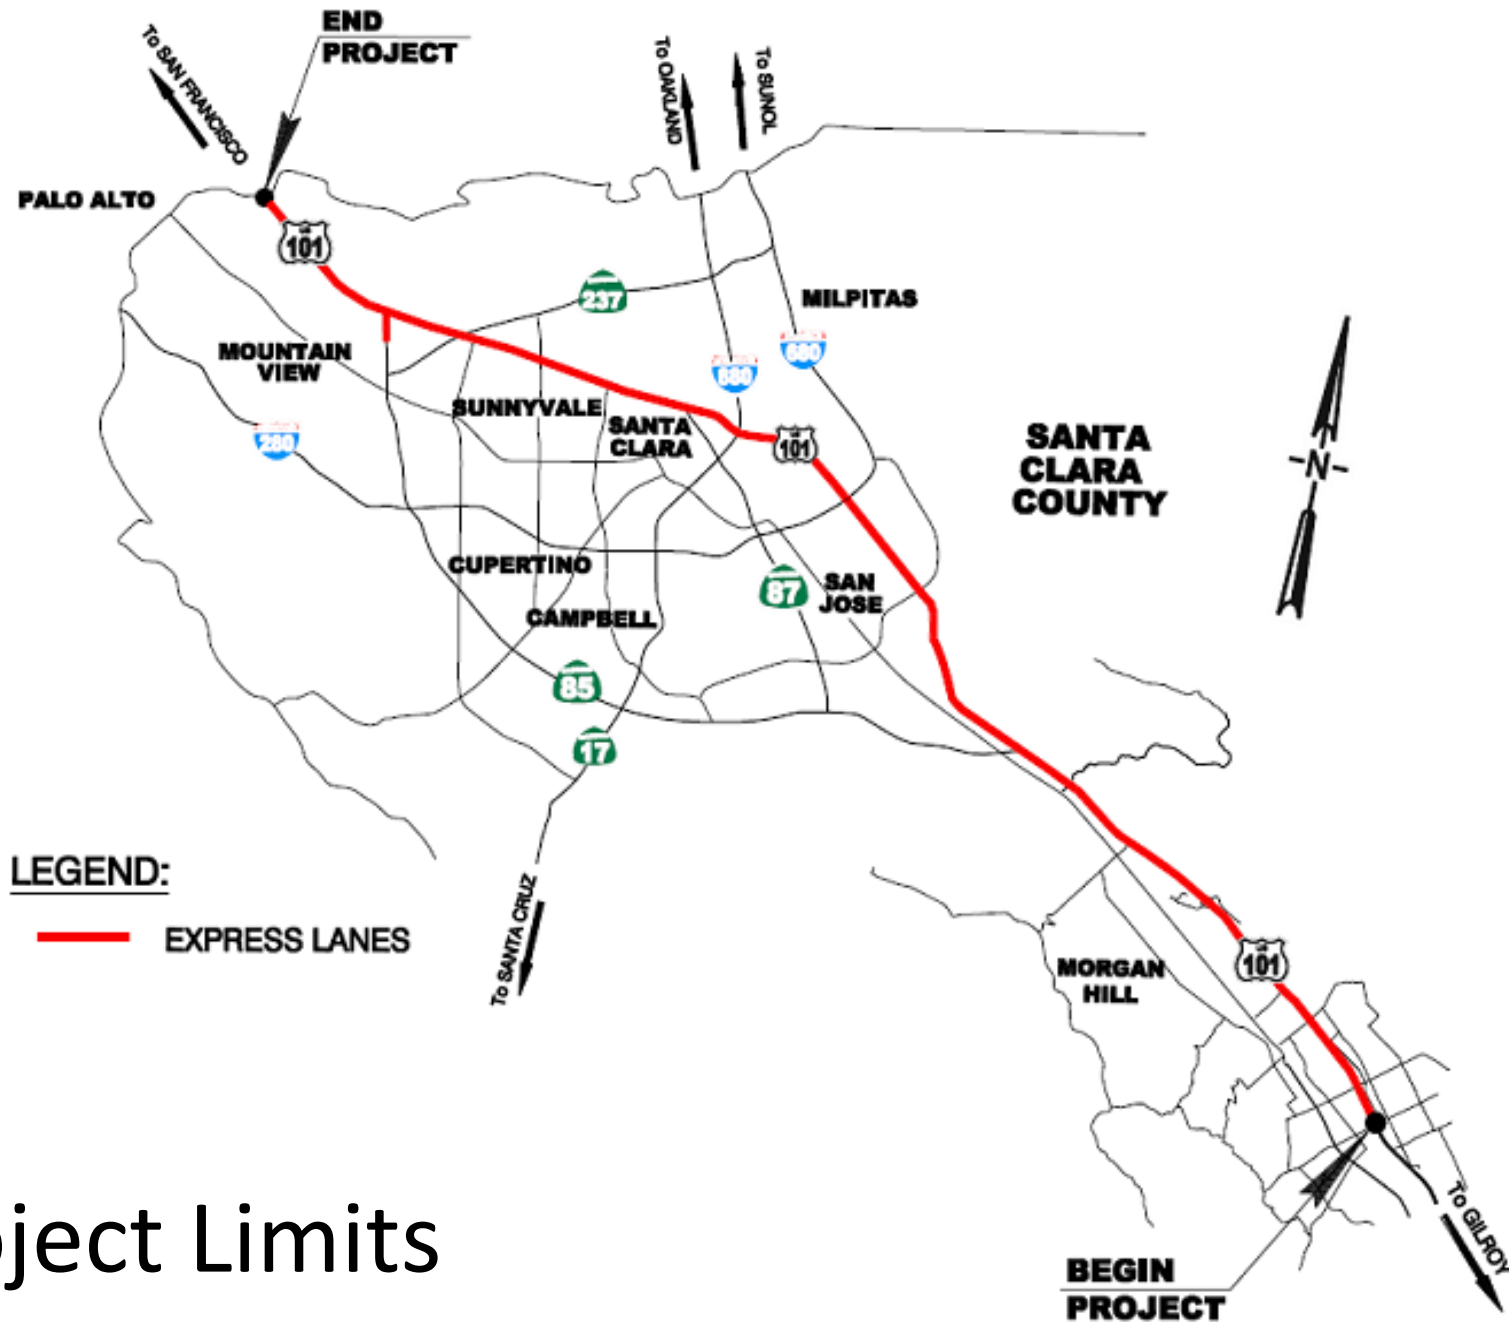 END
PROJECT
To SAN FRANCISCO
To OAKLAND
To SUNOL
PALO ALTO
101
237
MILPITAS
MOUNTAIN
VIEW
680
SUNNYVALE
SANTA
CLARA
280
101
SANTA
CLARA
COUNTY
N
CUPERTINO
87
SAN
JOSE
CAMPBELL
85
17
LEGEND:
EXPRESS LANES
To SANTA CRUZ
101
MORGAN
HILL
To GILROY
BEGIN
PROJECT
oject Limits